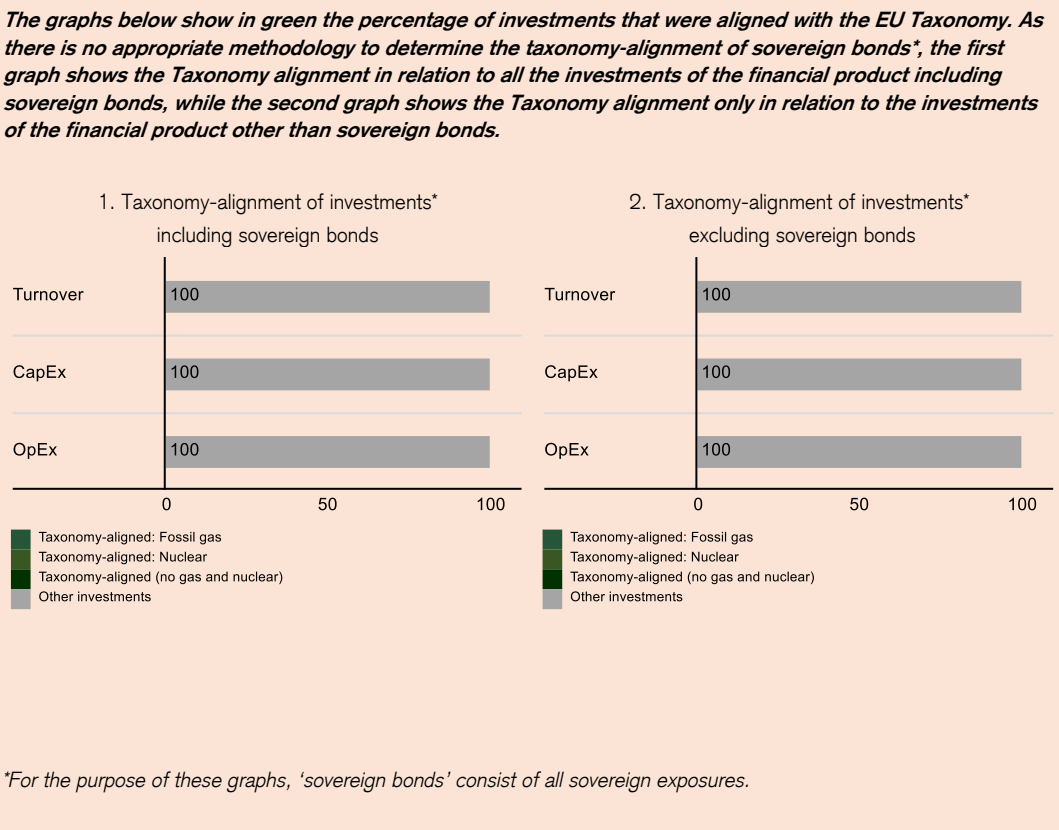 The graphs below show in green the percentage of investments that were aligned with the EU Taxonomy. As
there is no appropriate methodology to determine the taxonomy-alignment of sovereign bonds*, the first
graph shows the Taxonomy alignment in relation to all the investments of the financial product including
sovereign bonds, while the second graph shows the Taxonomy alignment only in relation to the investments
of the financial product other than sovereign bonds.
1. Taxonomy-alignment of investments*
including sovereign bonds
Turnover
100
CapEx
100
OpEx
100
0 50 100
Taxonomy-aligned: Fossil gas
Taxonomy-aligned: Nuclear
Taxonomy-aligned (no gas and nuclear)
Other investments
2. Taxonomy-alignment of investments*
excluding sovereign bonds
Turnover
100
CapEx
100
OpEx
100
0 50 100
Taxonomy-aligned: Fossil gas
Taxonomy-aligned: Nuclear
Taxonomy-aligned (no gas and nuclear)
Other investments
*For the purpose of these graphs, ‘sovereign bonds’ consist of all sovereign exposures.